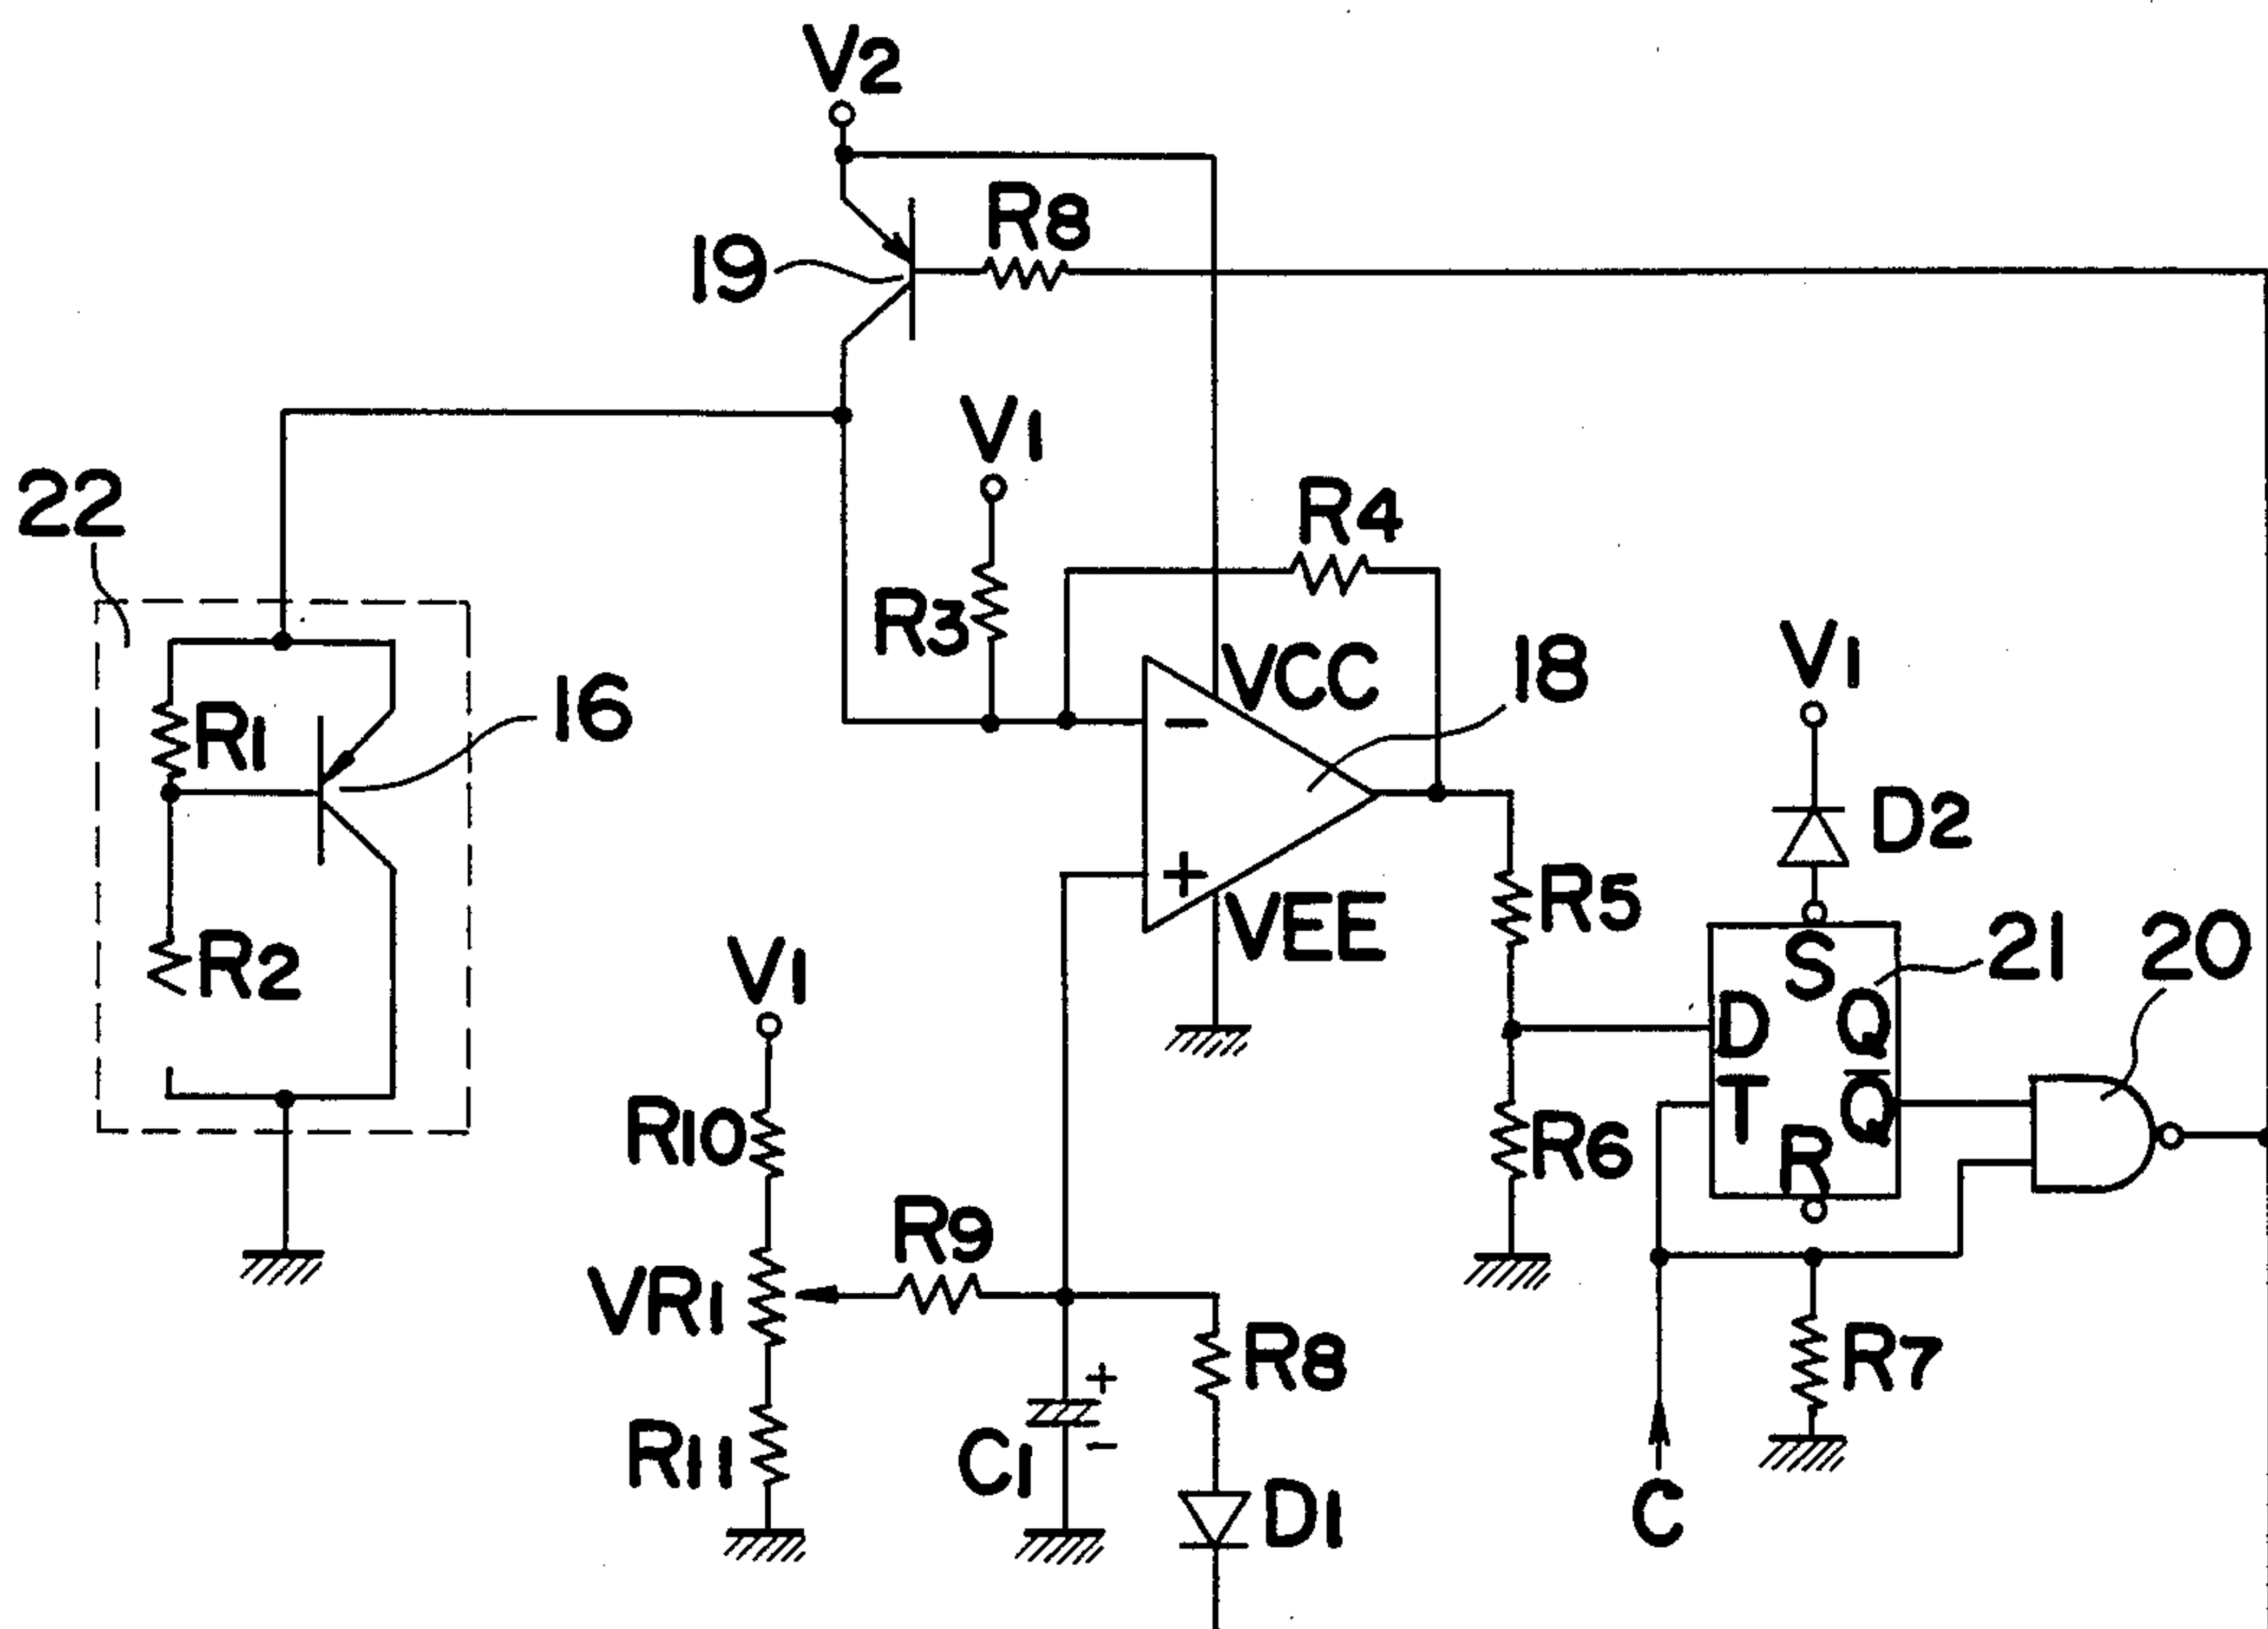 V2
19
R8
V1
22
R4
R3
VCC
18
V1
R1
16
D2
R5
VEE
R2
V1
S
21
20
D
Q
T
Q̅
R10
R6
R
R9
VR1
R8
R7
C1
+
-
R11
D1
C
-
+